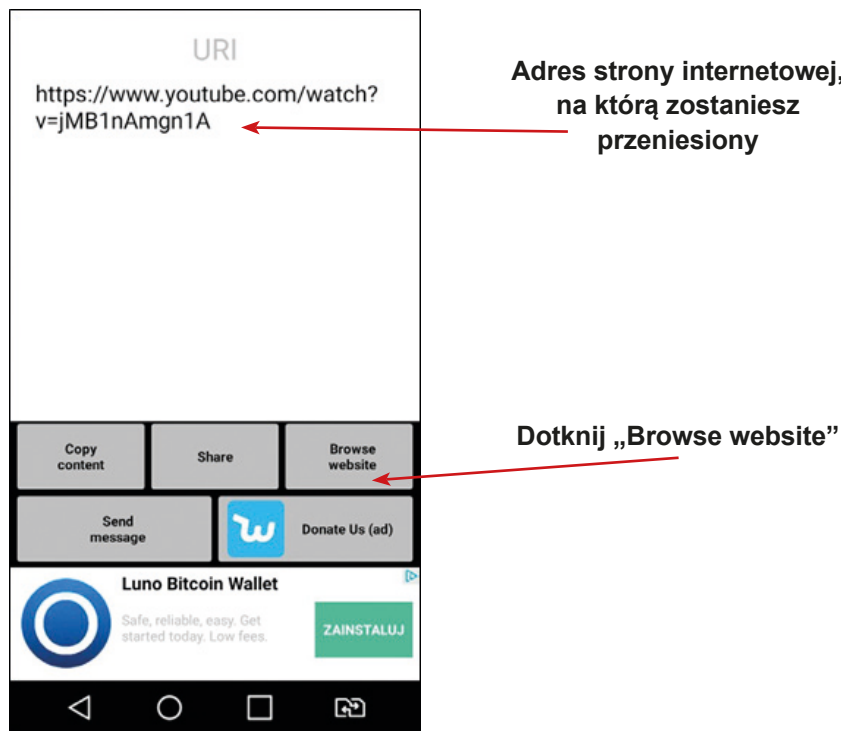 URI
https://www.youtube.com/watch?
v=jMB1nAmgn1A
Adres strony internetowej,
na którą zostaniesz
przeniesiony
Dotknij „Browse website”
Copy
content
Share
Browse
website
Send
message
Donate Us (ad)
Luno Bitcoin Wallet
Safe, reliable, easy. Get
started today. Low fees.
ZAINSTALUJ